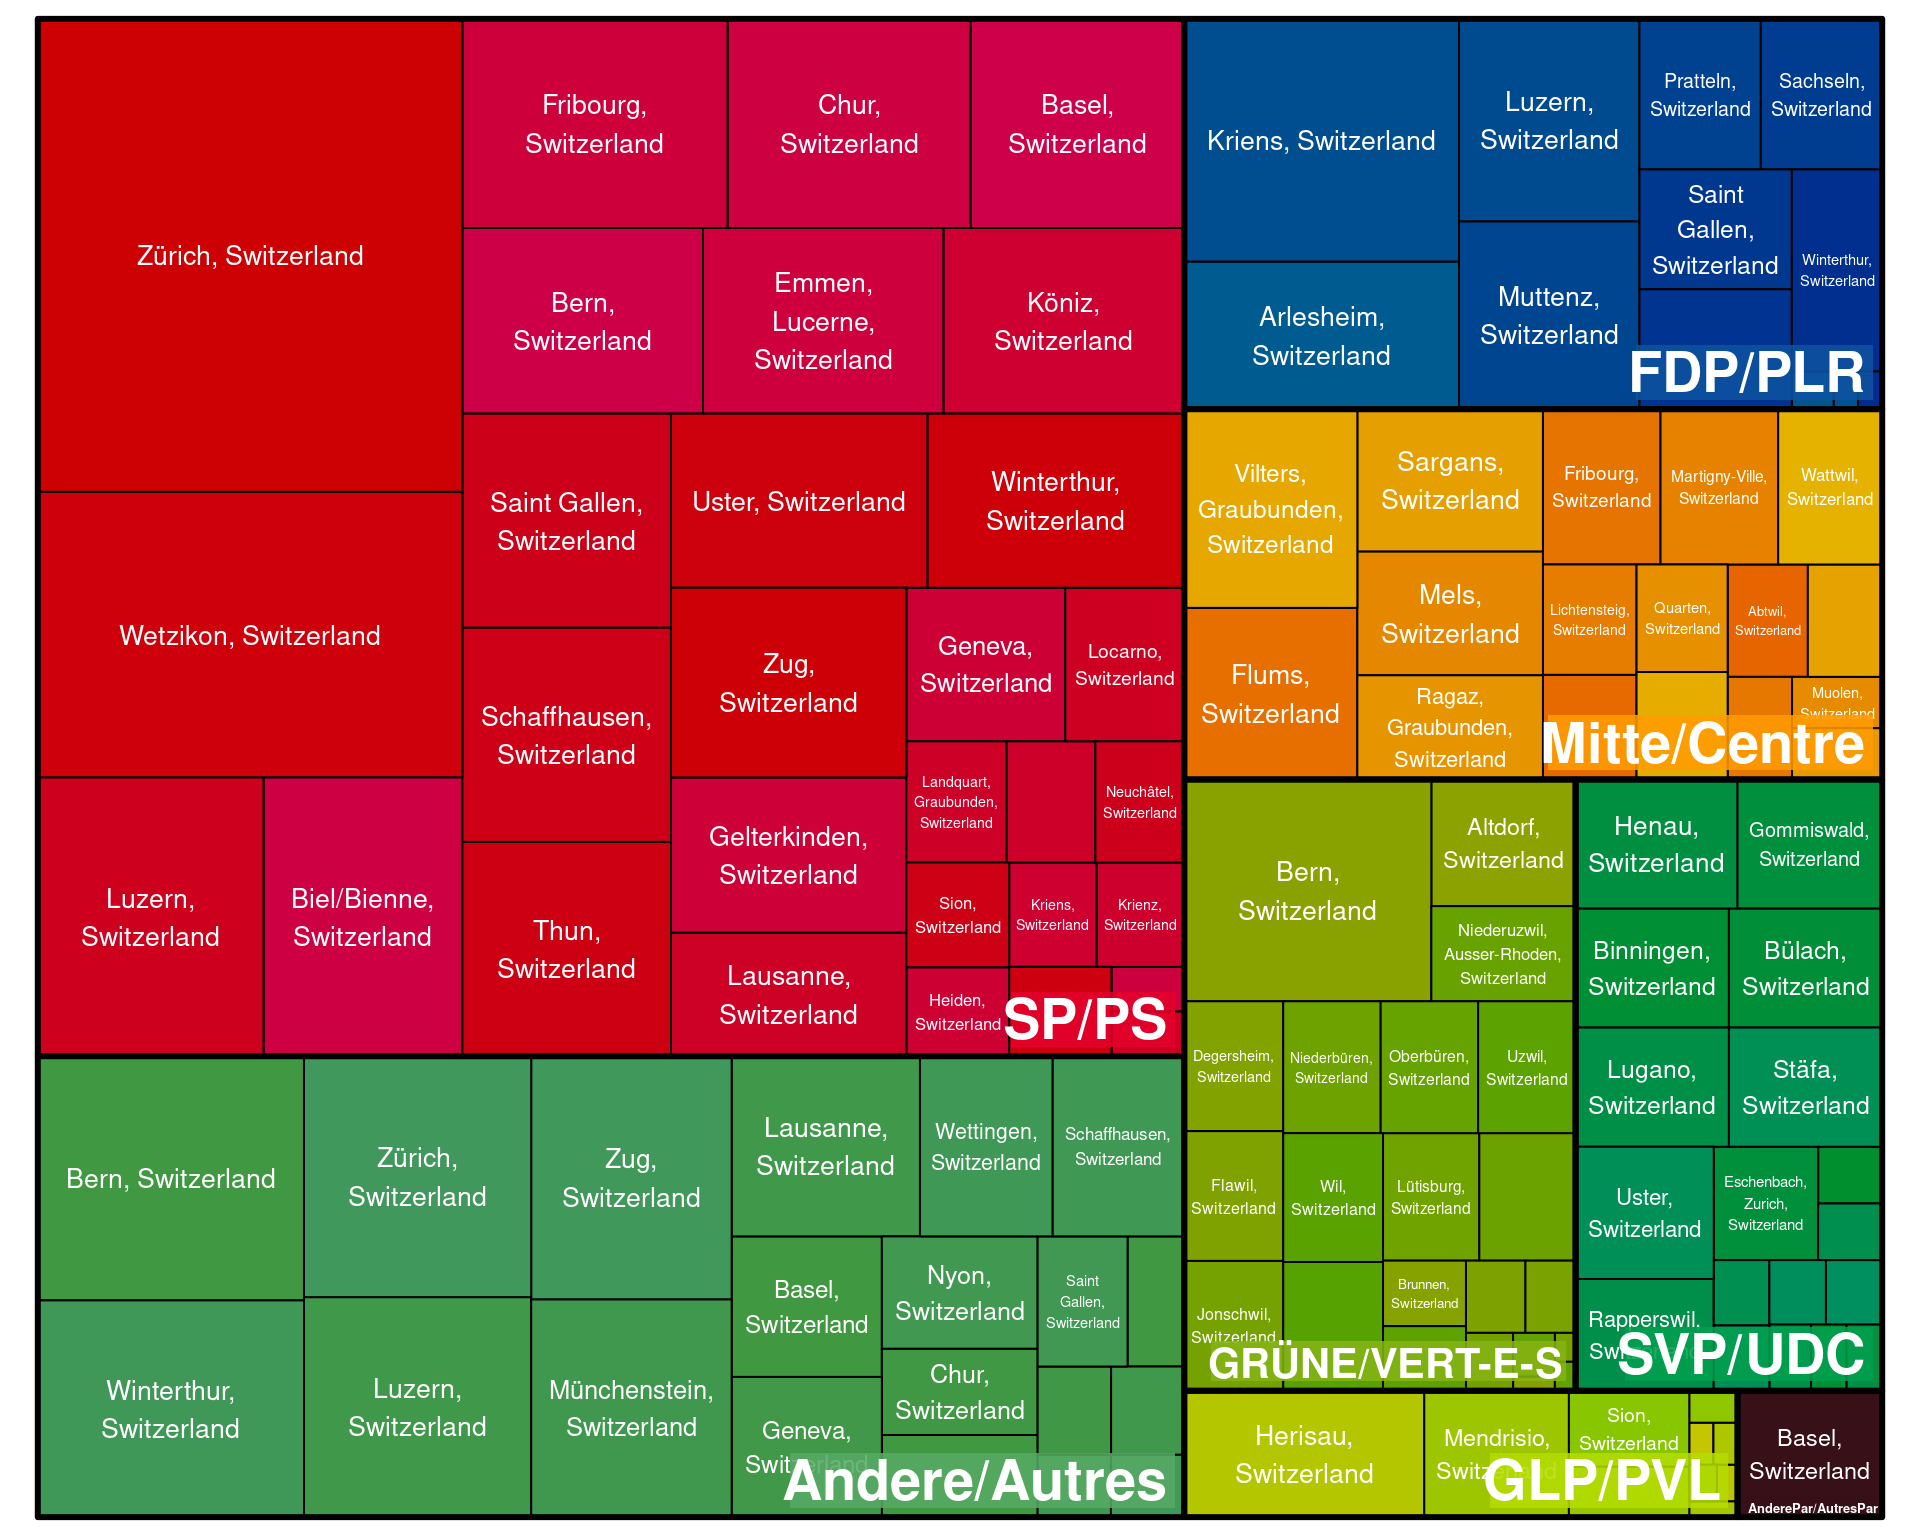 Zürich, Switzerland
Wetzikon, Switzerland
Luzern,
Switzerland
Biel/Bienne,
Switzerland
Fribourg,
Switzerland
Chur,
Switzerland
Basel,
Switzerland
Bern,
Switzerland
Emmen,
Lucerne,
Switzerland
Köniz,
Switzerland
Saint Gallen,
Switzerland
Uster, Switzerland
Winterthur,
Switzerland
Schaffhausen,
Switzerland
Thun,
Switzerland
Zug,
Switzerland
Gelterkinden,
Switzerland
Lausanne,
Switzerland
Geneva,
Switzerland
Locarno,
Switzerland
Landquart,
Graubunden,
Switzerland
Neuchâtel,
Switzerland
Sion,
Switzerland
Kriens,
Switzerland
Krienz,
Switzerland
Heiden,
Switzerland
SP/PS
Kriens, Switzerland
Arlesheim,
Switzerland
Luzern,
Switzerland
Muttenz,
Switzerland
Pratteln,
Switzerland
Sachseln,
Switzerland
Saint
Gallen,
Switzerland
Winterthur,
Switzerland
FDP/PLR
Vilters,
Graubunden,
Switzerland
Flums,
Switzerland
Sargans,
Switzerland
Mels,
Switzerland
Ragaz,
Graubunden,
Switzerland
Fribourg,
Switzerland
Martigny-Ville,
Switzerland
Wattwil,
Switzerland
Lichtensteig,
Switzerland
Quarten,
Switzerland
Abtwil,
Switzerland
Muolen,
Switzerland
Mitte/Centre
Bern,
Switzerland
Altdorf,
Switzerland
Niederuzwil,
Ausser-Rhoden,
Switzerland
Degersheim,
Switzerland
Niederbüren,
Switzerland
Oberbüren,
Switzerland
Uzwil,
Switzerland
Flawil,
Switzerland
Wil,
Switzerland
Lütisburg,
Switzerland
Jonschwil,
Switzerland
Brunnen,
Switzerland
GRÜNE/VERT-E-S
Henau,
Switzerland
Gommiswald,
Switzerland
Binningen,
Switzerland
Bülach,
Switzerland
Lugano,
Switzerland
Stäfa,
Switzerland
Uster,
Switzerland
Eschenbach,
Zurich,
Switzerland
Rapperswil,
SVP/UDC
Bern, Switzerland
Winterthur,
Switzerland
Zürich,
Switzerland
Luzern,
Switzerland
Zug,
Switzerland
Münchenstein,
Switzerland
Lausanne,
Switzerland
Wettingen,
Switzerland
Schaffhausen,
Switzerland
Basel,
Switzerland
Nyon,
Switzerland
Saint
Gallen,
Switzerland
Chur,
Switzerland
Geneva,
Switzerland
Andere/Autres
Herisau,
Switzerland
Mendrisio,
Switzerland
Sion,
Switzerland
GLP/PVL
Basel,
Switzerland
AnderePar/AutresPar